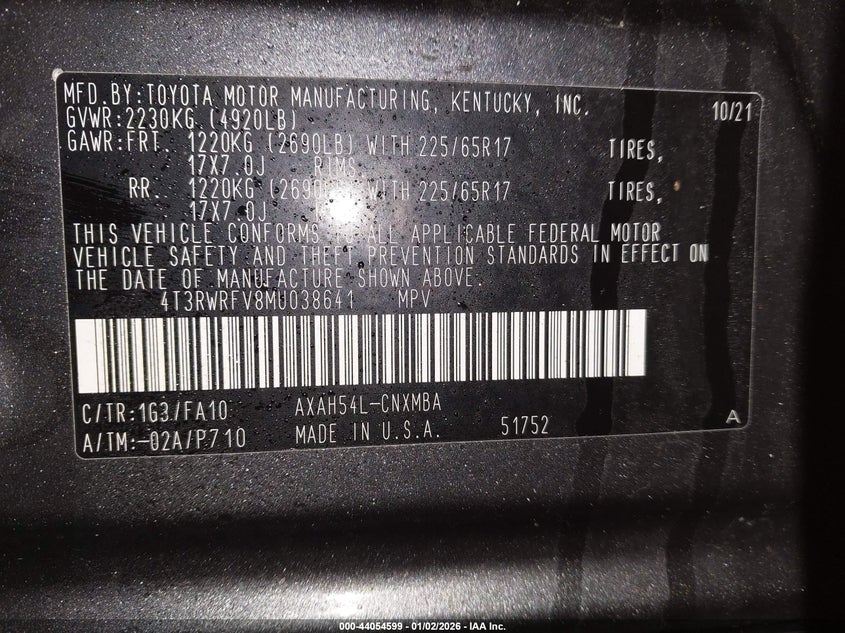 MFD.BY:TOYOTA MOTOR MANUFACTURING, KENTUCKY, INC. 10/21
GVWR:2230KG (4920LB)
GAWR:FRT. 1220KG (2690LB) WITH 225/65R17 TIRES,
17X7.0J RIMS
RR. 1220KG (2690 WITH 225/65R17 TIRES,
17X7.0J
THIS VEHICLE CONFORMS TO ALL APPLICABLE FEDERAL MOTOR
VEHICLE SAFETY AND THEFT PREVENTION STANDARDS IN EFFECT ON
THE DATE OF MANUFACTURE SHOWN ABOVE.
4T3RWRFV8MU038641 MPV
C/TR:1G3/FA10 AXAH54L-CNXMBA
A/TM:-02A/P710 MADE IN U.S.A. 51752 A
000-44054599 - 01/02/2026 - IAA Inc.